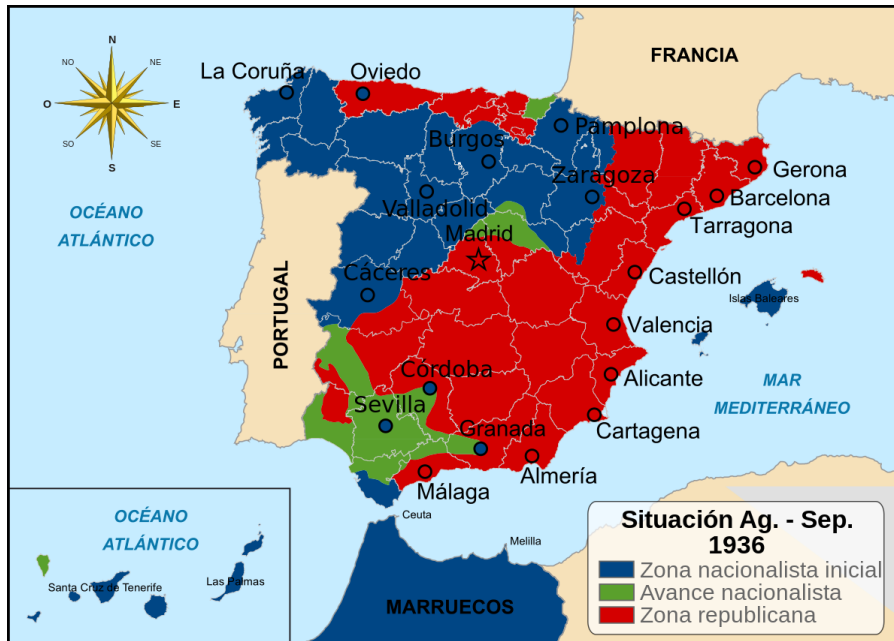 FRANCIA
N
NO
NE
O
E
SO
SE
S
La Coruña
Oviedo
Burgos
Pamplona
Gerona
Zaragoza
Barcelona
Valladolid
Tarragona
OCÉANO
ATLÁNTICO
Madrid
Cáceres
Castellón
Islas Baleares
PORTUGAL
Valencia
Córdoba
Alicante
MAR
MEDITERRÁNEO
Sevilla
Granada
Cartagena
Málaga
Almería
Ceuta
Melilla
MARRUECOS
OCÉANO
ATLÁNTICO
Santa Cruz de Tenerife
Las Palmas
Situación Ag. - Sep.
1936
Zona nacionalista inicial
Avance nacionalista
Zona republicana